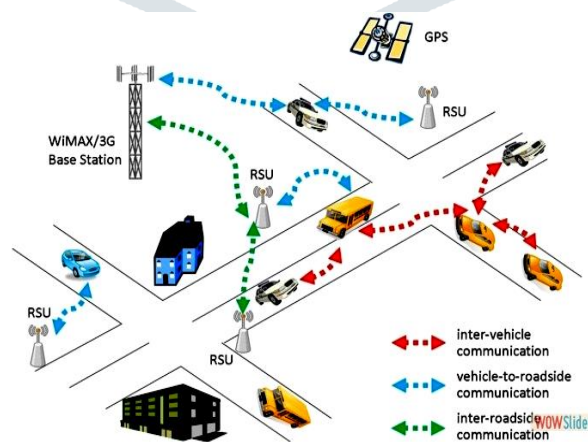 GPS
WiMAX/3G
Base Station
RSU
RSU
RSU
RSU
inter-vehicle
communication
vehicle-to-roadside
communication
inter-roadside
communication
WOWSlide